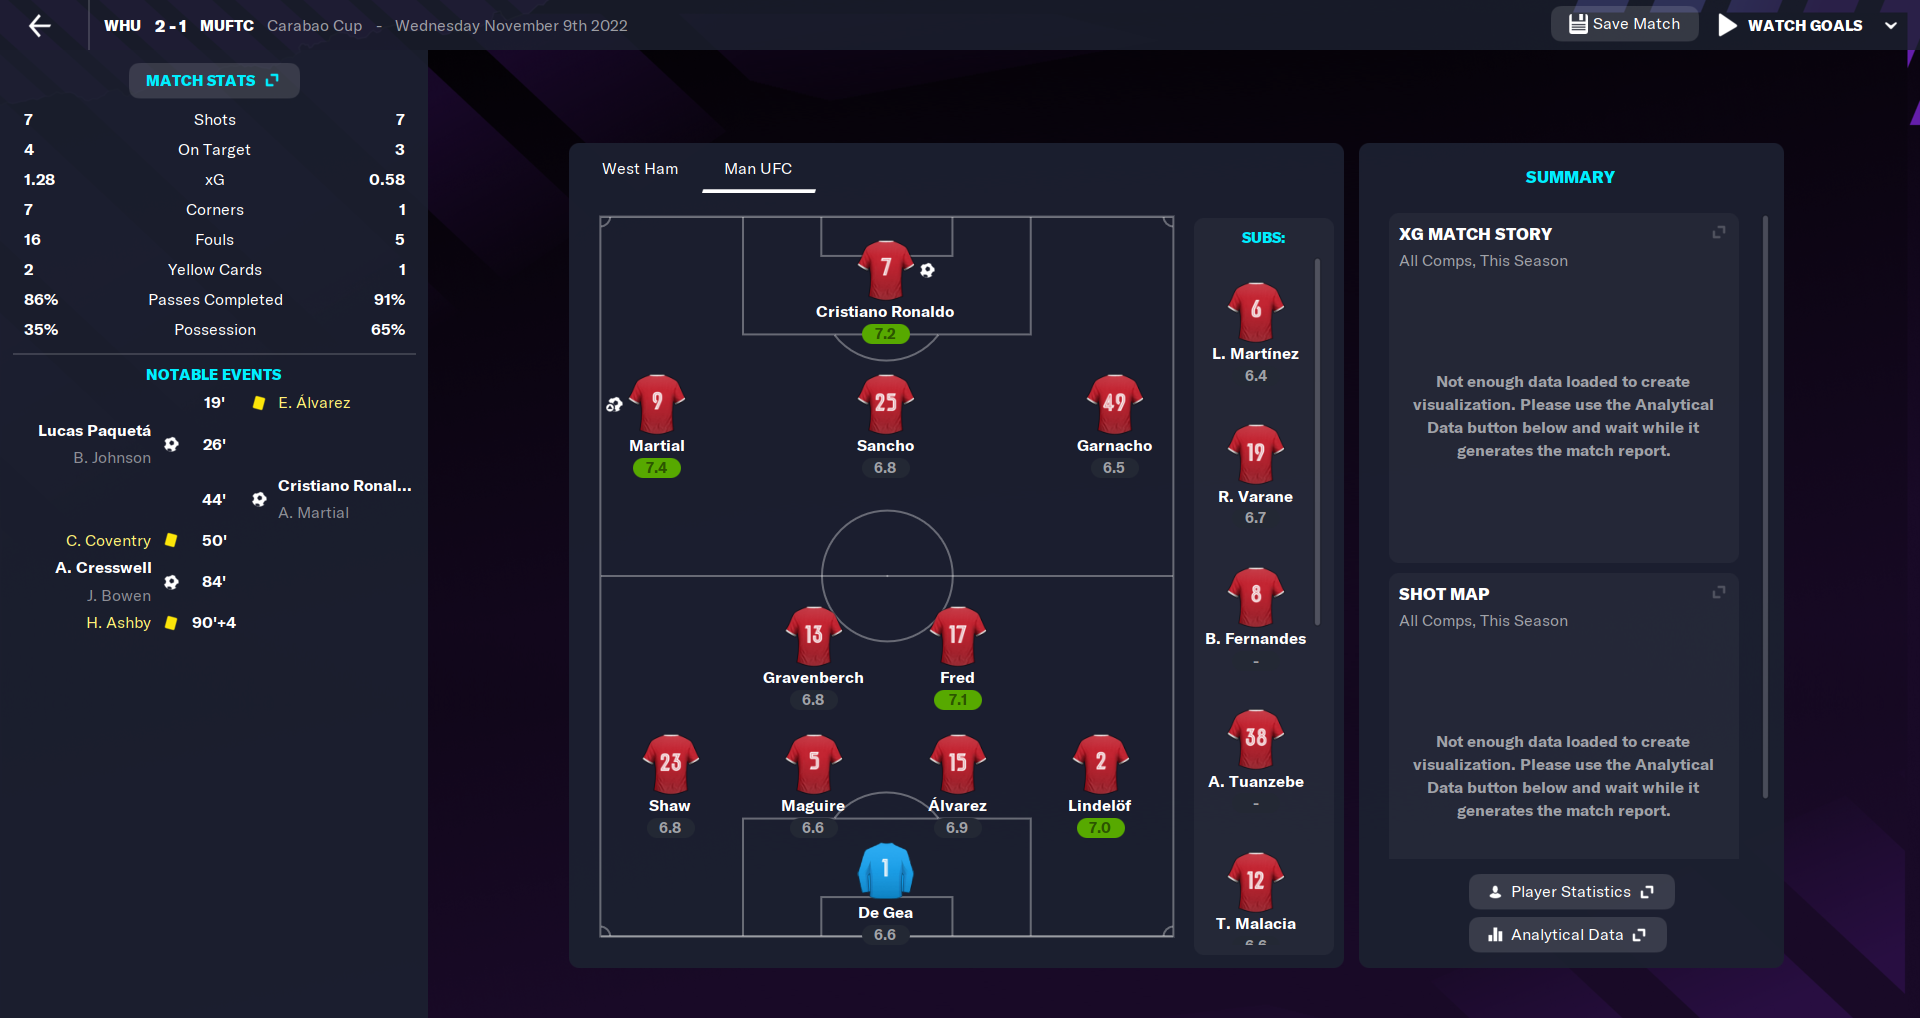 WHU 2 - 1 MUFTC Carabao Cup - Wednesday November 9th 2022
Save Match
WATCH GOALS
MATCH STATS
7 Shots 7
4 On Target 3
1.28 xG 0.58
7 Corners 1
16 Fouls 5
2 Yellow Cards 1
86% Passes Completed 91%
35% Possession 65%
NOTABLE EVENTS
19' E. Álvarez
Lucas Paquetá
26'
B. Johnson
Cristiano Ronal...
44'
A. Martial
C. Coventry 50'
A. Cresswell
84'
J. Bowen
H. Ashby 90'+4
West Ham Man UFC
7
Cristiano Ronaldo
7.2
9 25 49
Martial Sancho Garnacho
7.4 6.8 6.5
13 17
Gravenberch Fred
6.8 7.1
23 5 15 2
Shaw Maguire Álvarez Lindelöf
6.8 6.6 6.9 7.0
1
De Gea
6.6
SUBS:
6
L. Martínez
6.4
19
R. Varane
6.7
8
B. Fernandes
-
38
A. Tuanzebe
-
12
T. Malacia
6.6
SUMMARY
XG MATCH STORY
All Comps, This Season
Not enough data loaded to create
visualization. Please use the Analytical
Data button below and wait while it
generates the match report.
SHOT MAP
All Comps, This Season
Not enough data loaded to create
visualization. Please use the Analytical
Data button below and wait while it
generates the match report.
Player Statistics
Analytical Data